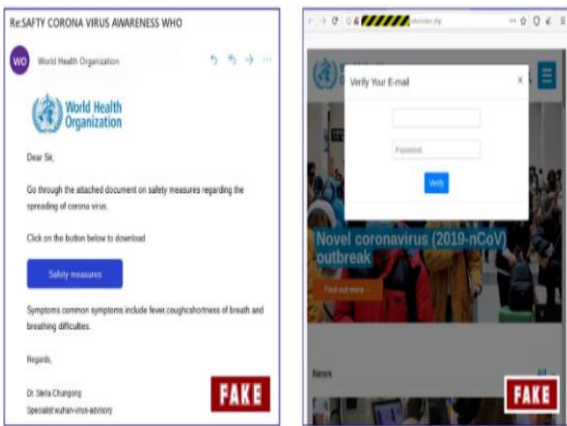 Re:SAFTY CORONA VIRUS AWARENESS WHO
WO
World Health Organization
World Health
Organization
Dear Sir,
Go through the attached document on safety measures regarding the
spreading of corona virus.
Click on the button below to download
Safety measures
Symptoms common symptoms include fever,coughcshortness of breath and
breathing difficulties.
Regards,
Dr. Stella Chungong
Specialist wuhan-virus-advisory
FAKE
Verify Your E-mail
x
Password
Verify
Novel coronavirus (2019-nCoV)
outbreak
Find out more
News
All
FAKE